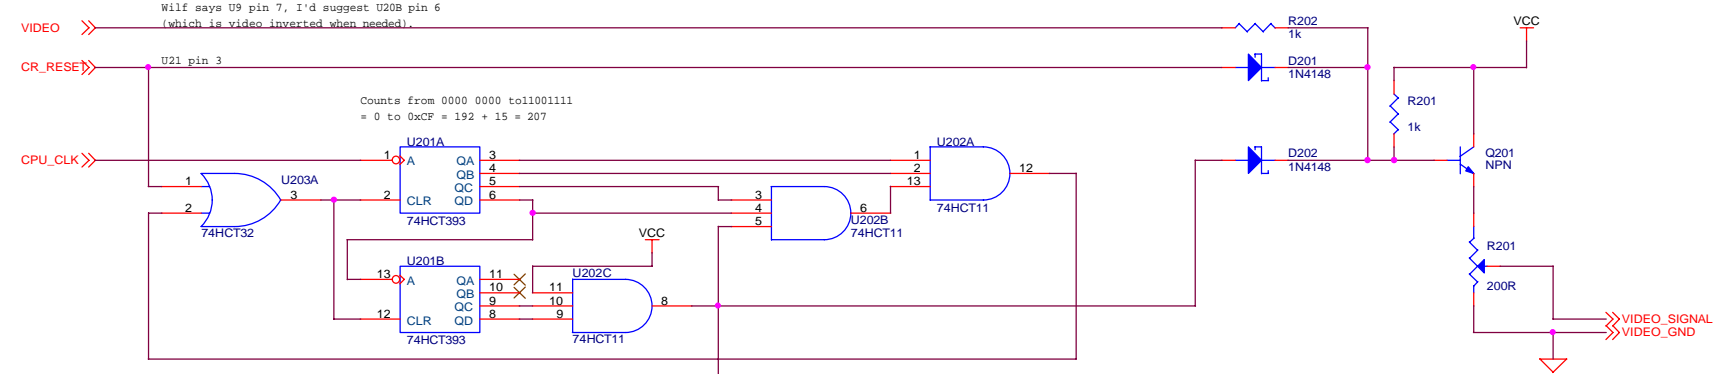 Wilf says U9 pin 7, I'd suggest U20B pin 6
(which is video inverted when needed).
VIDEO
R202
1k
VCC
CR_RESET
U21 pin 3
D201
1N4148
Counts from 0000 0000 to11001111
= 0 to 0xCF = 192 + 15 = 207
R201
1k
CPU_CLK
U201A
1
A
QA
3
QB
4
QC
5
QD
6
2
CLR
74HCT393
U202A
1
2
13
12
74HCT11
D202
1N4148
Q201
NPN
U203A
1
2
3
74HCT32
3
4
5
6
U202B
74HCT11
VCC
U201B
13
A
QA
11
QB
10
QC
9
QD
8
12
CLR
74HCT393
U202C
11
10
9
8
74HCT11
R201
200R
VIDEO_SIGNAL
VIDEO_GND